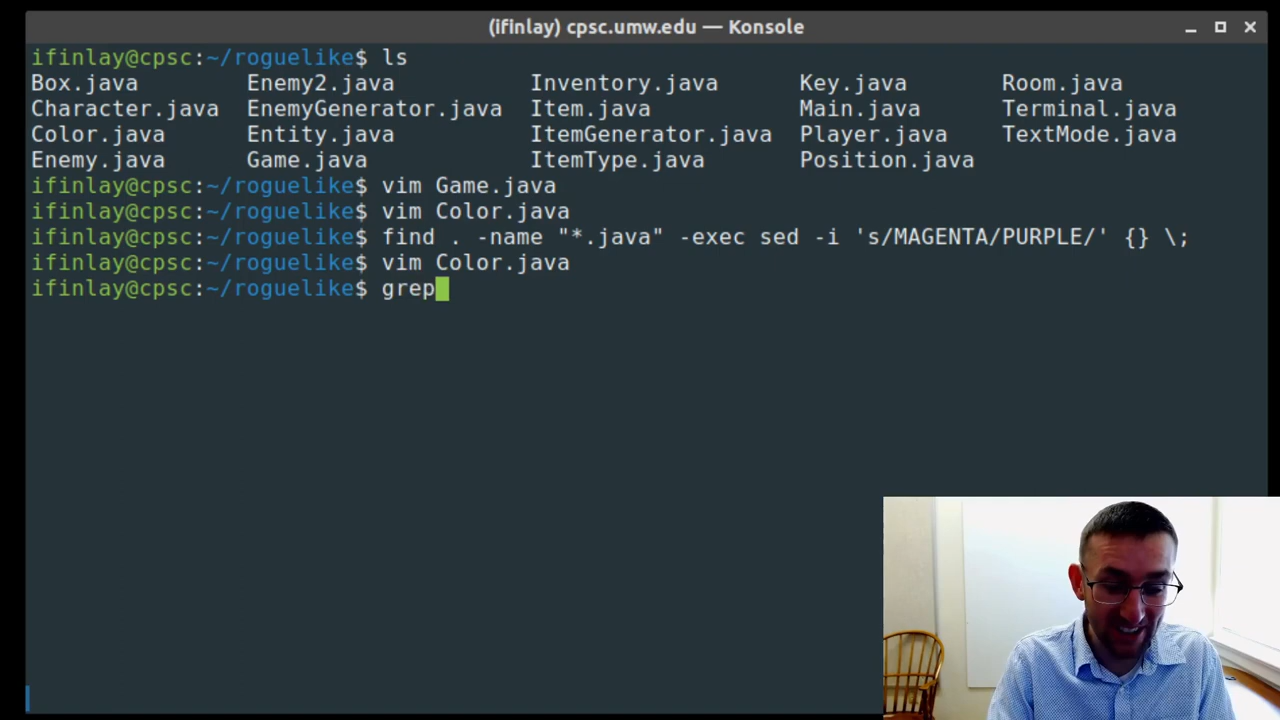 (ifinlay) cpsc.umw.edu — Konsole
ifinlay@cpsc:~/roguelike$ ls
Box.java Enemy2.java Inventory.java Key.java Room.java
Character.java EnemyGenerator.java Item.java Main.java Terminal.java
Color.java Entity.java ItemGenerator.java Player.java TextMode.java
Enemy.java Game.java ItemType.java Position.java
ifinlay@cpsc:~/roguelike$ vim Game.java
ifinlay@cpsc:~/roguelike$ vim Color.java
ifinlay@cpsc:~/roguelike$ find . -name "*.java" -exec sed -i 's/MAGENTA/PURPLE/' {} \;
ifinlay@cpsc:~/roguelike$ vim Color.java
ifinlay@cpsc:~/roguelike$ grep